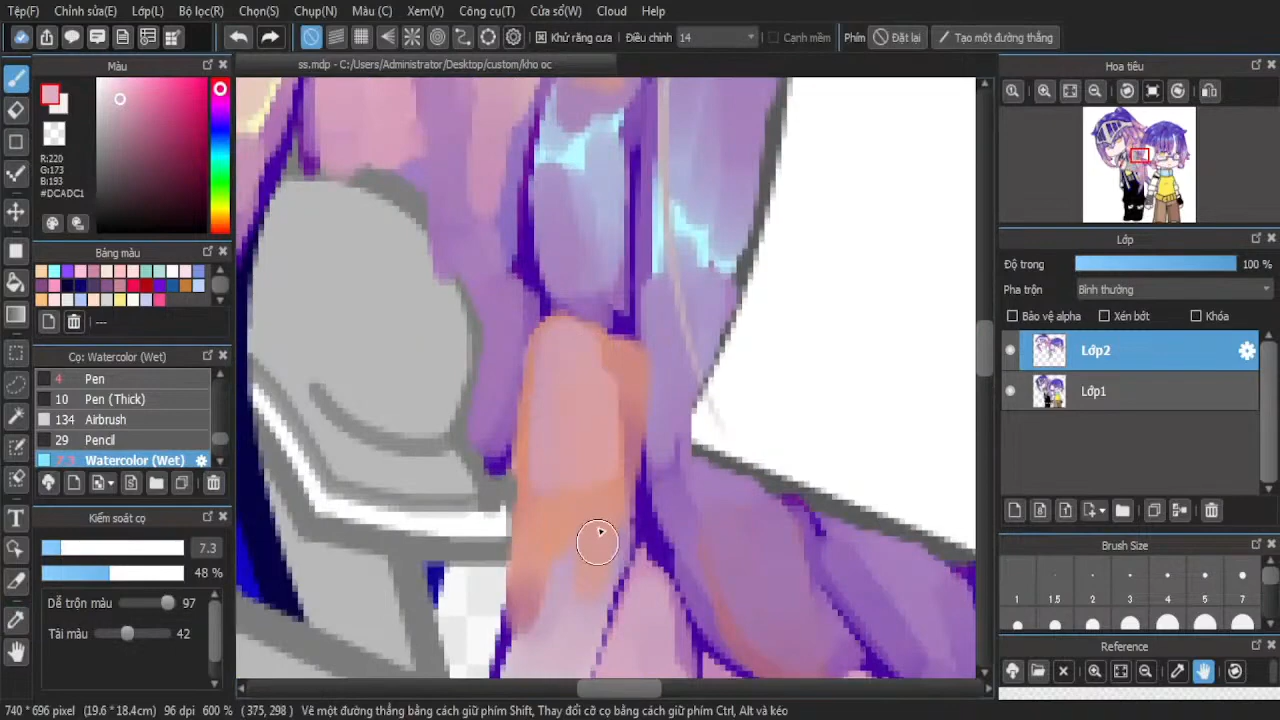 Tệp(F) Chỉnh sửa(E) Lớp(L) Bộ lọc(R) Chọn(S) Chụp(N) Màu (C) Xem(V) Công cụ(T) Cửa sổ(W) Cloud Help
Khử răng cưa Điều chỉnh 14 Cạnh mềm Phím Đặt lại Tạo một đường thẳng
Màu
ss.mdp - C:/Users/Administrator/Desktop/custom/kho oc
Hoa tiêu
R:220
G:173
B:193
#DCADC1
Bảng màu
---
Cọ: Watercolor (Wet)
4 Pen
10 Pen (Thick)
134 Airbrush
29 Pencil
7.3 Watercolor (Wet)
Kiểm soát cọ
7.3
48 %
Dễ trộn màu 97
Tải màu 42
Lớp
Độ trong 100 %
Pha trộn Bình thường
Bảo vệ alpha Xén bớt Khóa
Lớp2
Lớp1
Brush Size
1 1.5 2 3 4 5 7
Reference
T
740 * 696 pixel (19.6 * 18.4cm) 96 dpi 600 % ( 375, 298 ) Vẽ một đường thẳng bằng cách giữ phím Shift, Thay đổi cỡ cọ bằng cách giữ phím Ctrl, Alt và kéo